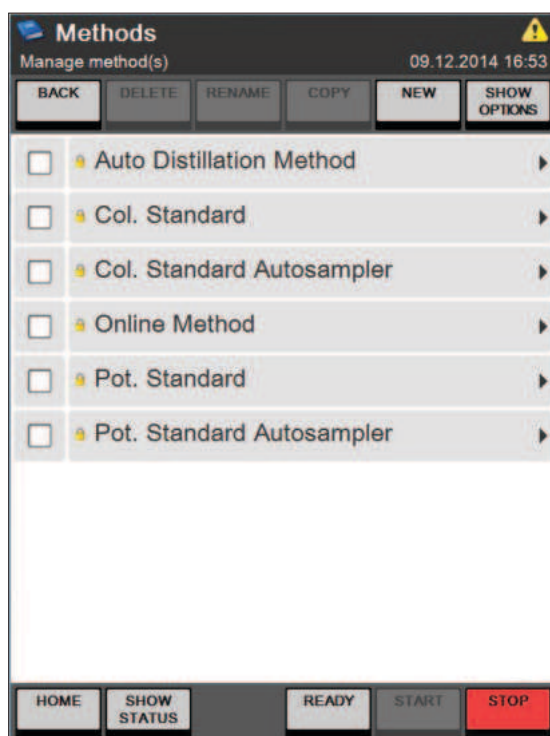 Methods
Manage method(s) 09.12.2014 16:53
BACK DELETE RENAME COPY NEW SHOW OPTIONS
Auto Distillation Method
Col. Standard
Col. Standard Autosampler
Online Method
Pot. Standard
Pot. Standard Autosampler
HOME SHOW STATUS READY START STOP